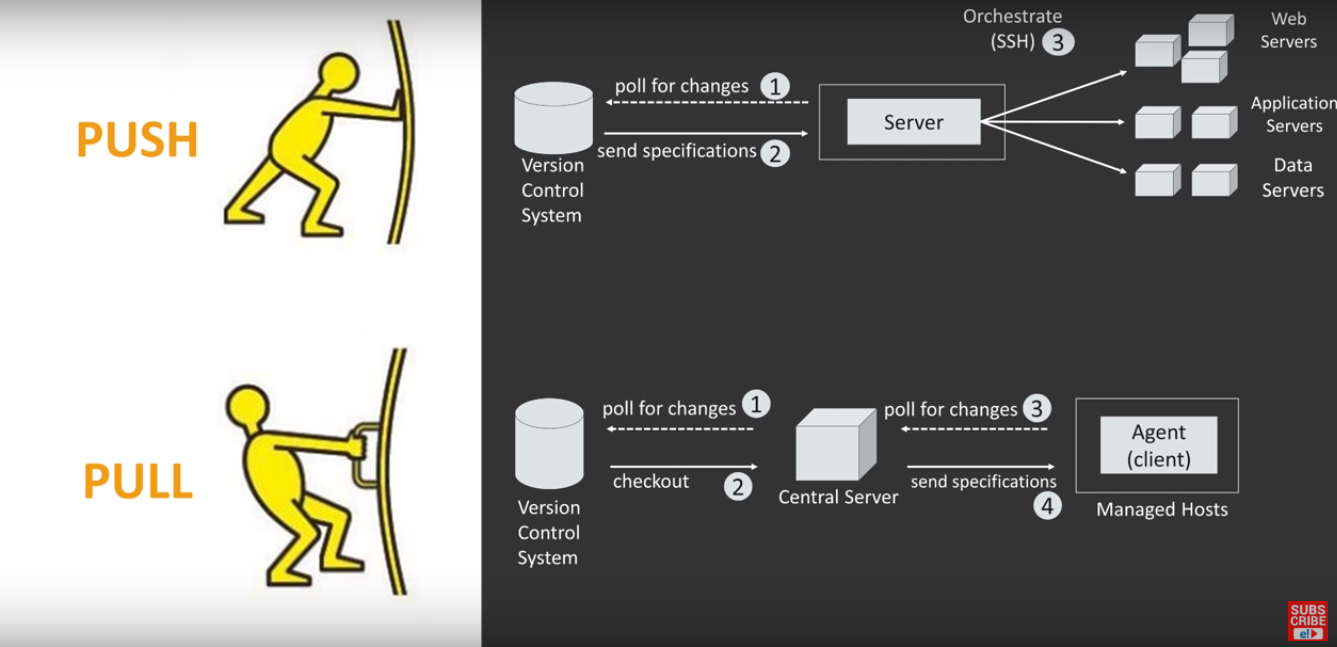 PUSH
Orchestrate
(SSH) 3
Web
Servers
poll for changes 1
Server
send specifications 2
Application
Servers
Version
Control
System
Data
Servers
PULL
poll for changes 1
poll for changes 3
Agent
(client)
checkout 2
Central Server
send specifications
4
Managed Hosts
Version
Control
System
SUBS
CRIBE
e!